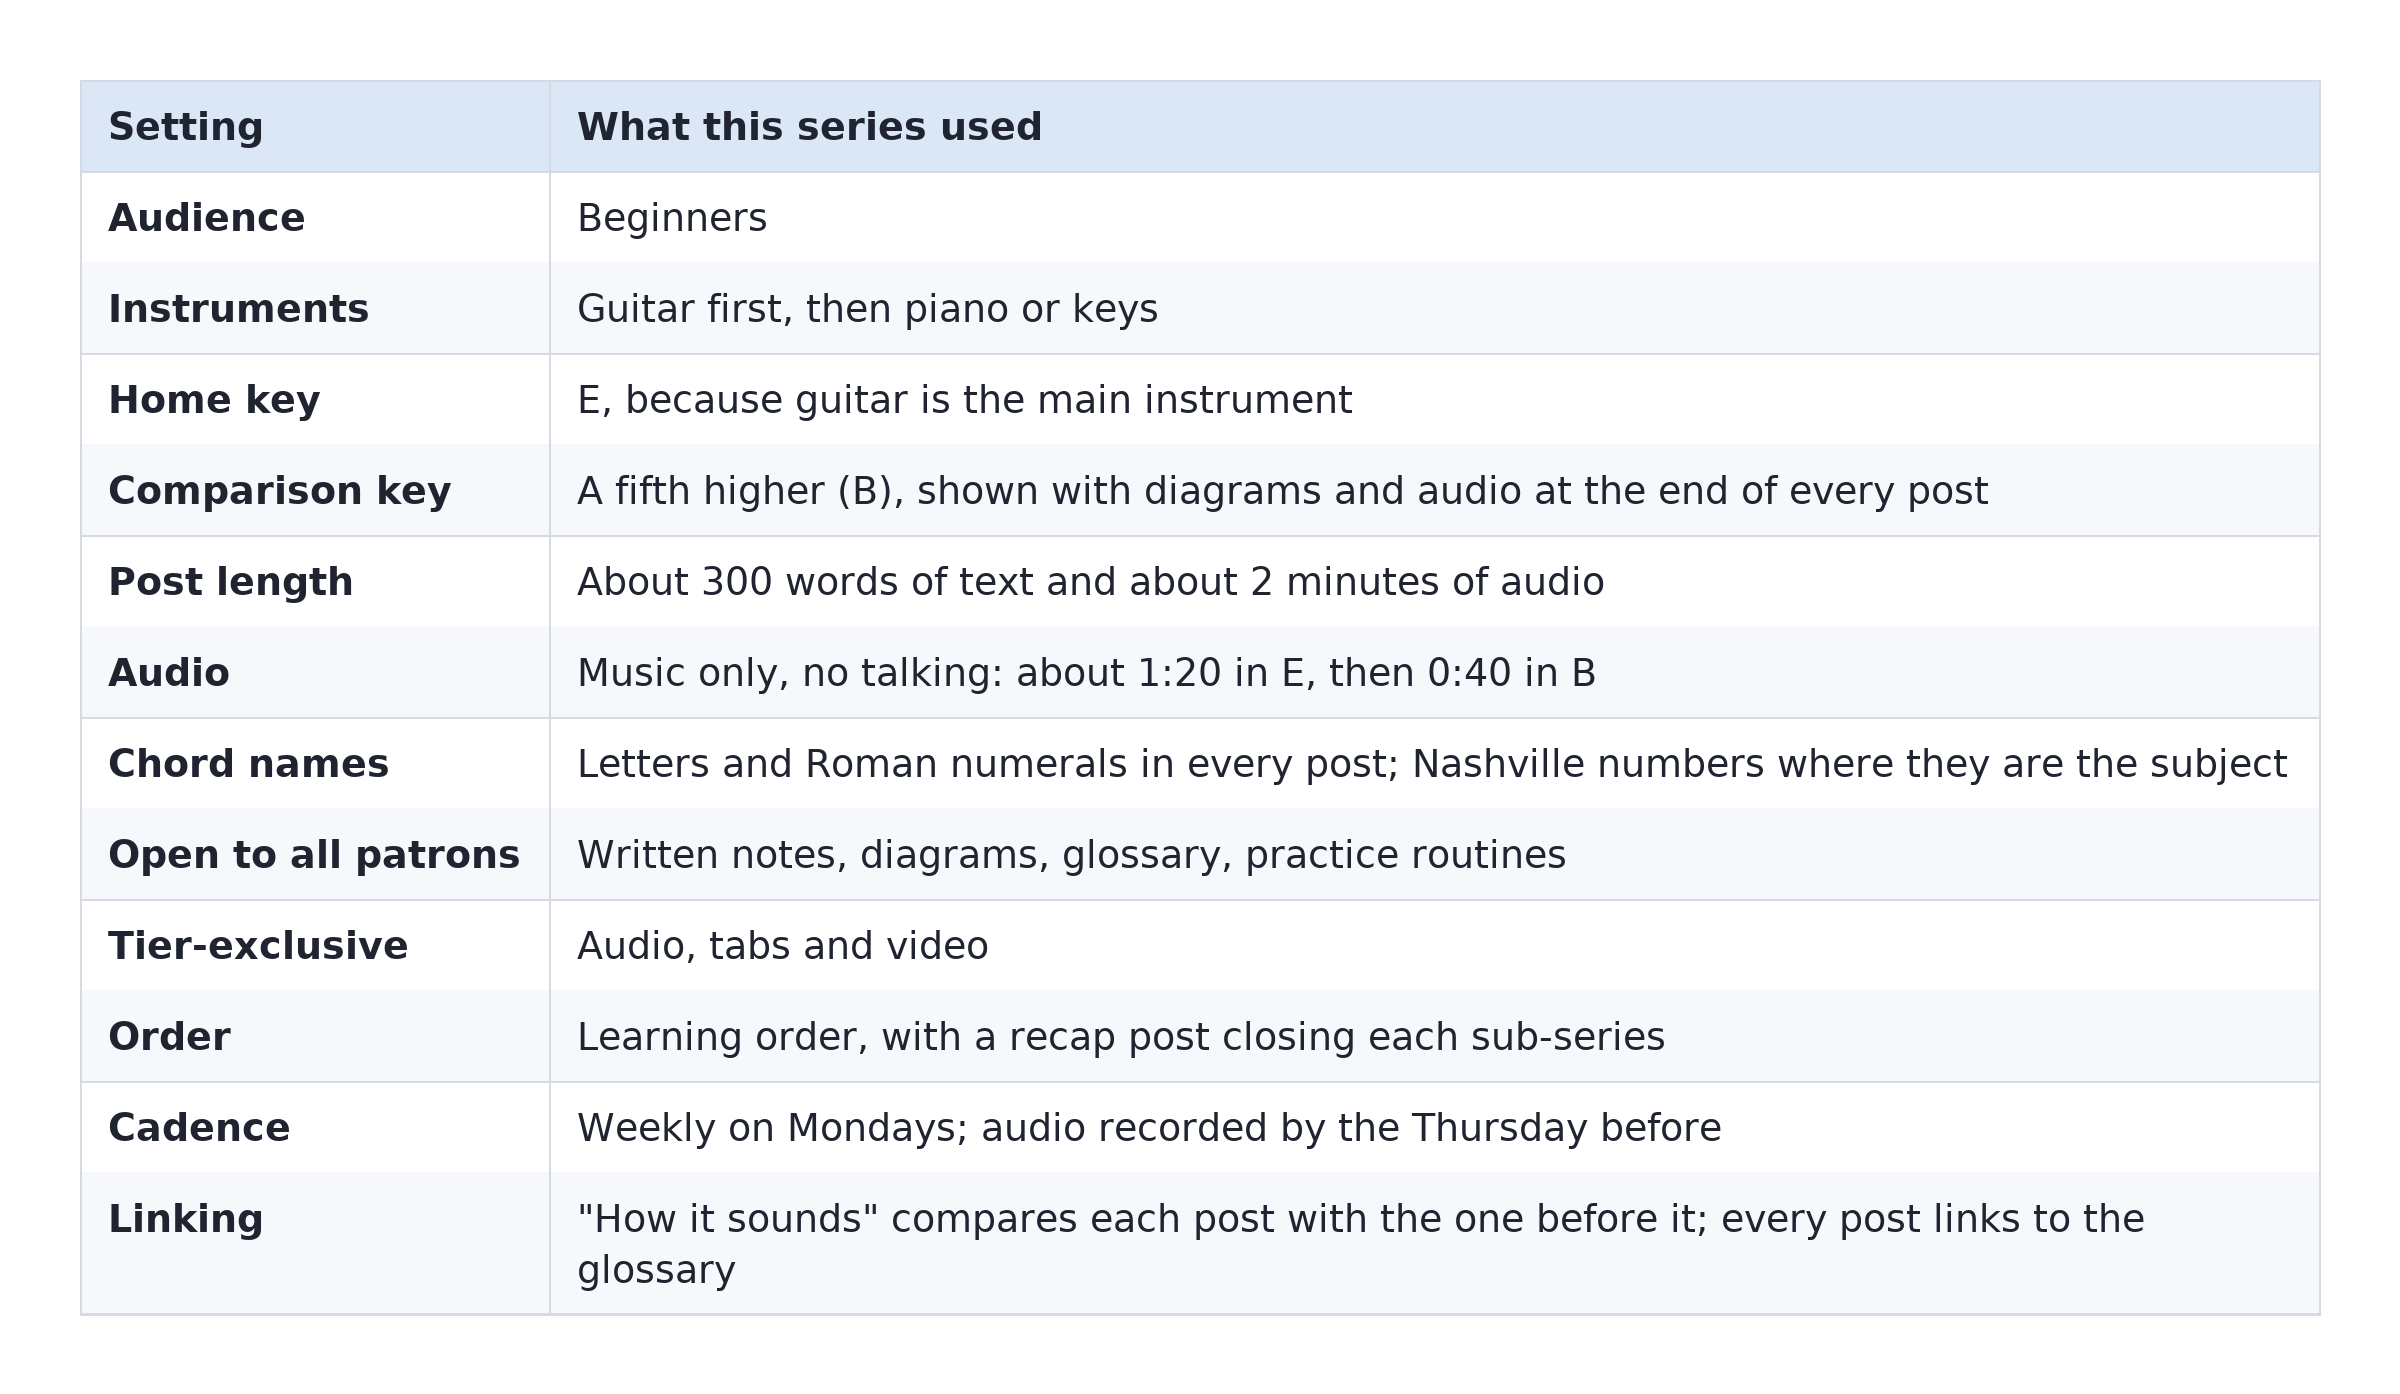 Setting What this series used
Audience Beginners
Instruments Guitar first, then piano or keys
Home key E, because guitar is the main instrument
Comparison key A fifth higher (B), shown with diagrams and audio at the end of every post
Post length About 300 words of text and about 2 minutes of audio
Audio Music only, no talking: about 1:20 in E, then 0:40 in B
Chord names Letters and Roman numerals in every post; Nashville numbers where they are the subject
Open to all patrons Written notes, diagrams, glossary, practice routines
Tier-exclusive Audio, tabs and video
Order Learning order, with a recap post closing each sub-series
Cadence Weekly on Mondays; audio recorded by the Thursday before
Linking "How it sounds" compares each post with the one before it; every post links to the
glossary